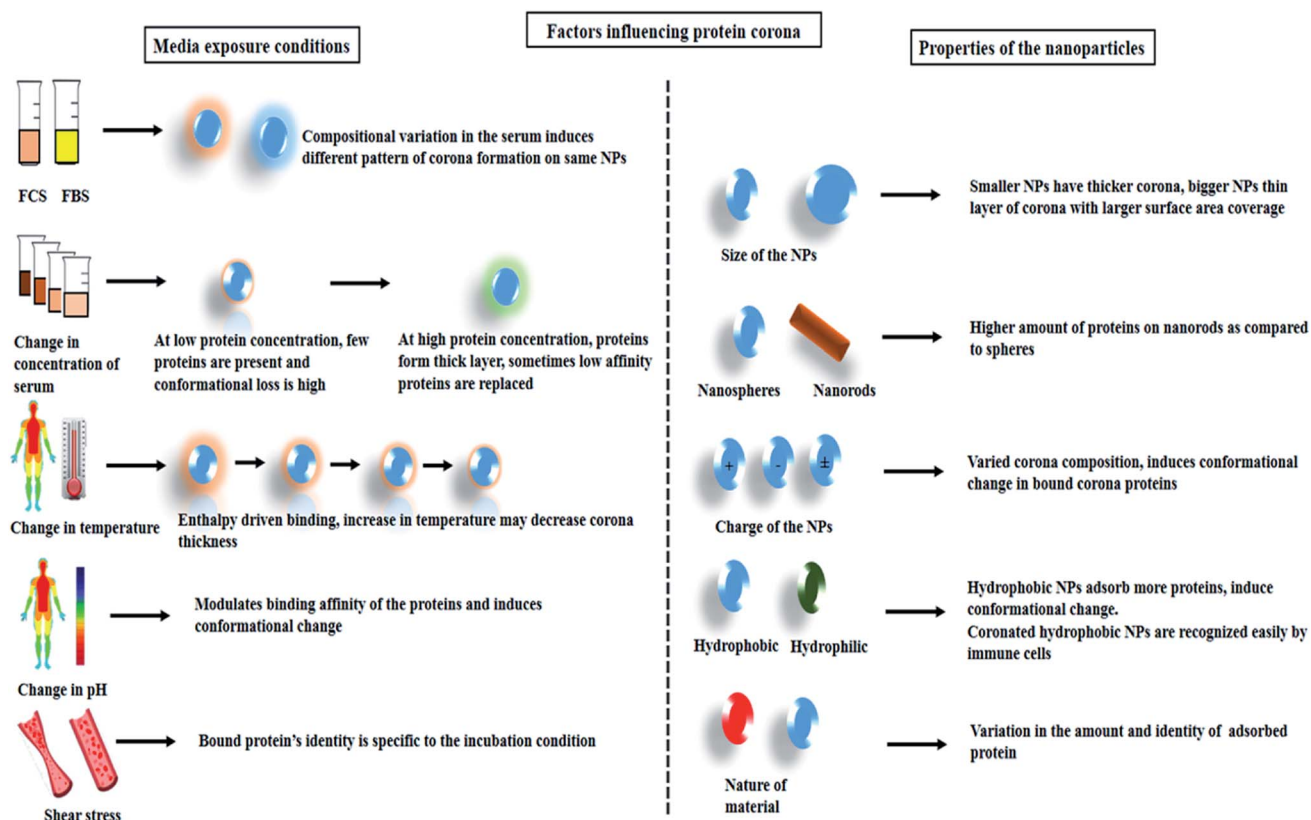 Factors influencing protein corona
Media exposure conditions
FCS FBS
Compositional variation in the serum induces
different pattern of corona formation on same NPs
Change in
concentration of
serum
At low protein concentration, few
proteins are present and
conformational loss is high
At high protein concentration, proteins
form thick layer, sometimes low affinity
proteins are replaced
Change in temperature
Enthalpy driven binding, increase in temperature may decrease corona
thickness
Change in pH
Modulates binding affinity of the proteins and induces
conformational change
Shear stress
Bound protein's identity is specific to the incubation condition
Properties of the nanoparticles
Size of the NPs
Smaller NPs have thicker corona, bigger NPs thin
layer of corona with larger surface area coverage
Nanospheres Nanorods
Higher amount of proteins on nanorods as compared
to spheres
+ - ±
Charge of the NPs
Varied corona composition, induces conformational
change in bound corona proteins
Hydrophobic Hydrophilic
Hydrophobic NPs adsorb more proteins, induce
conformational change.
Coronated hydrophobic NPs are recognized easily by
immune cells
Nature of
material
Variation in the amount and identity of adsorbed
protein